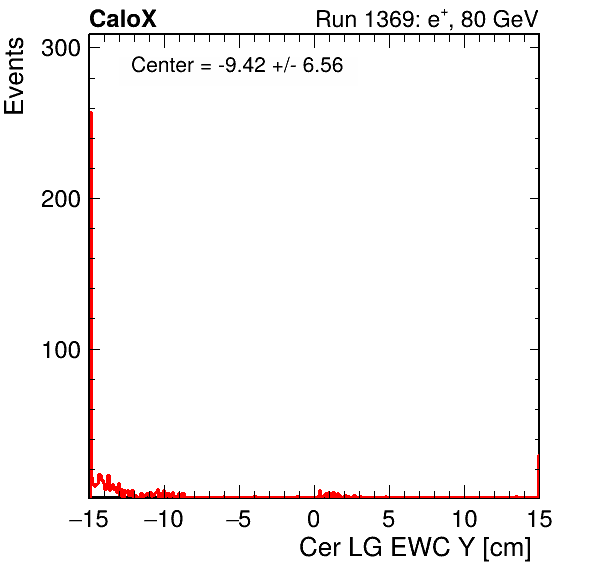 CaloX Run 1369: e⁺, 80 GeV
Events
Center = -9.42 +/- 6.56
300
200
100
−15 −10 −5 0 5 10 15
Cer LG EWC Y [cm]